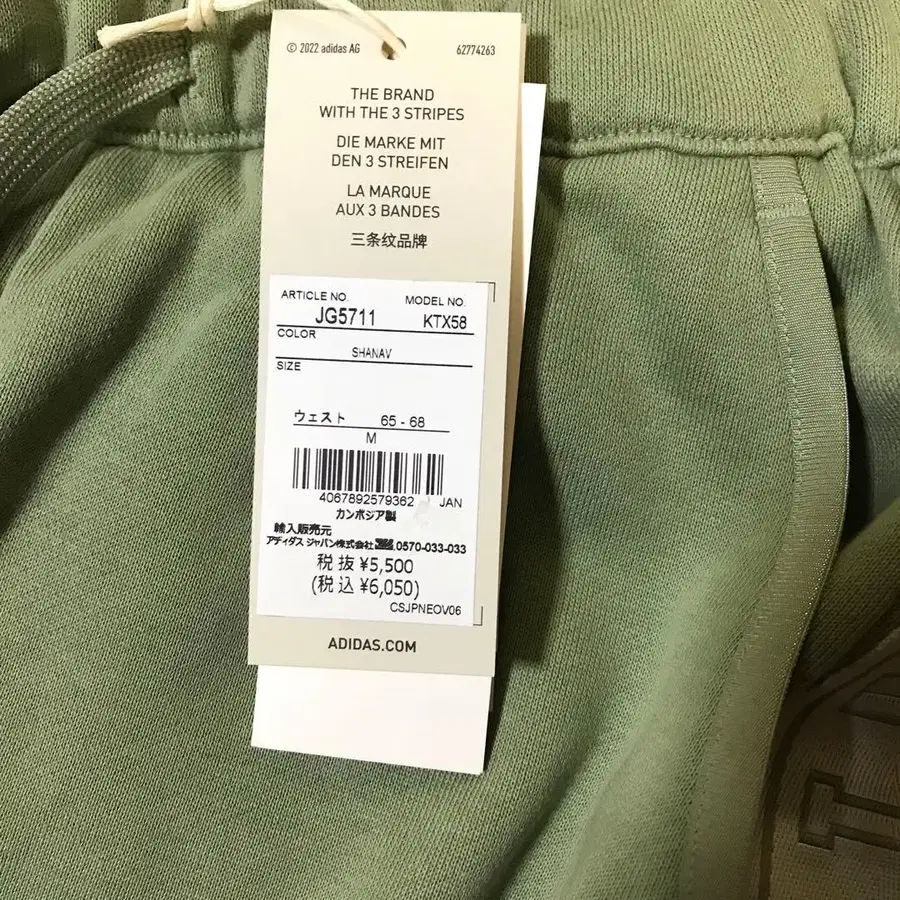 © 2022 adidas AG 62774263
THE BRAND
WITH THE 3 STRIPES
DIE MARKE MIT
DEN 3 STREIFEN
LA MARQUE
AUX 3 BANDES
三条纹品牌
ARTICLE NO. MODEL NO.
JG5711 KTX58
COLOR
SHANAV
SIZE
ウェスト 65 - 68
M
4067892579362 JAN
カンボジア製
輸入販売元
アディダス ジャパン株式会社 0570-033-033
税抜 ¥5,500
(税込 ¥6,050)
CSJPNEOV06
ADIDAS.COM